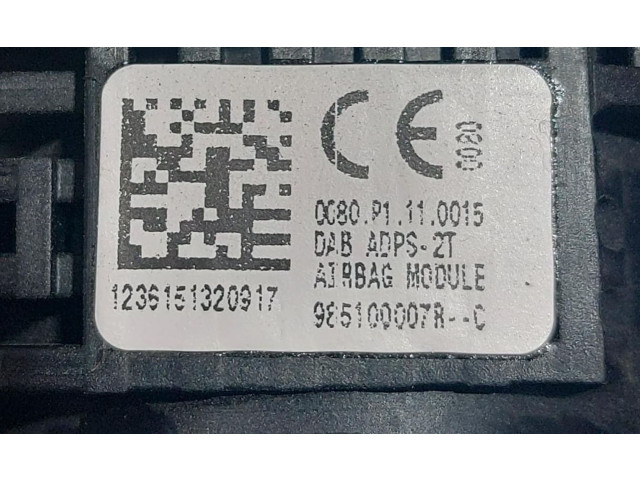 CE 0080
0080.P1.11.0015
DAB ADPS-2T
AIRBAG MODULE
985100007R--C
1236151320917